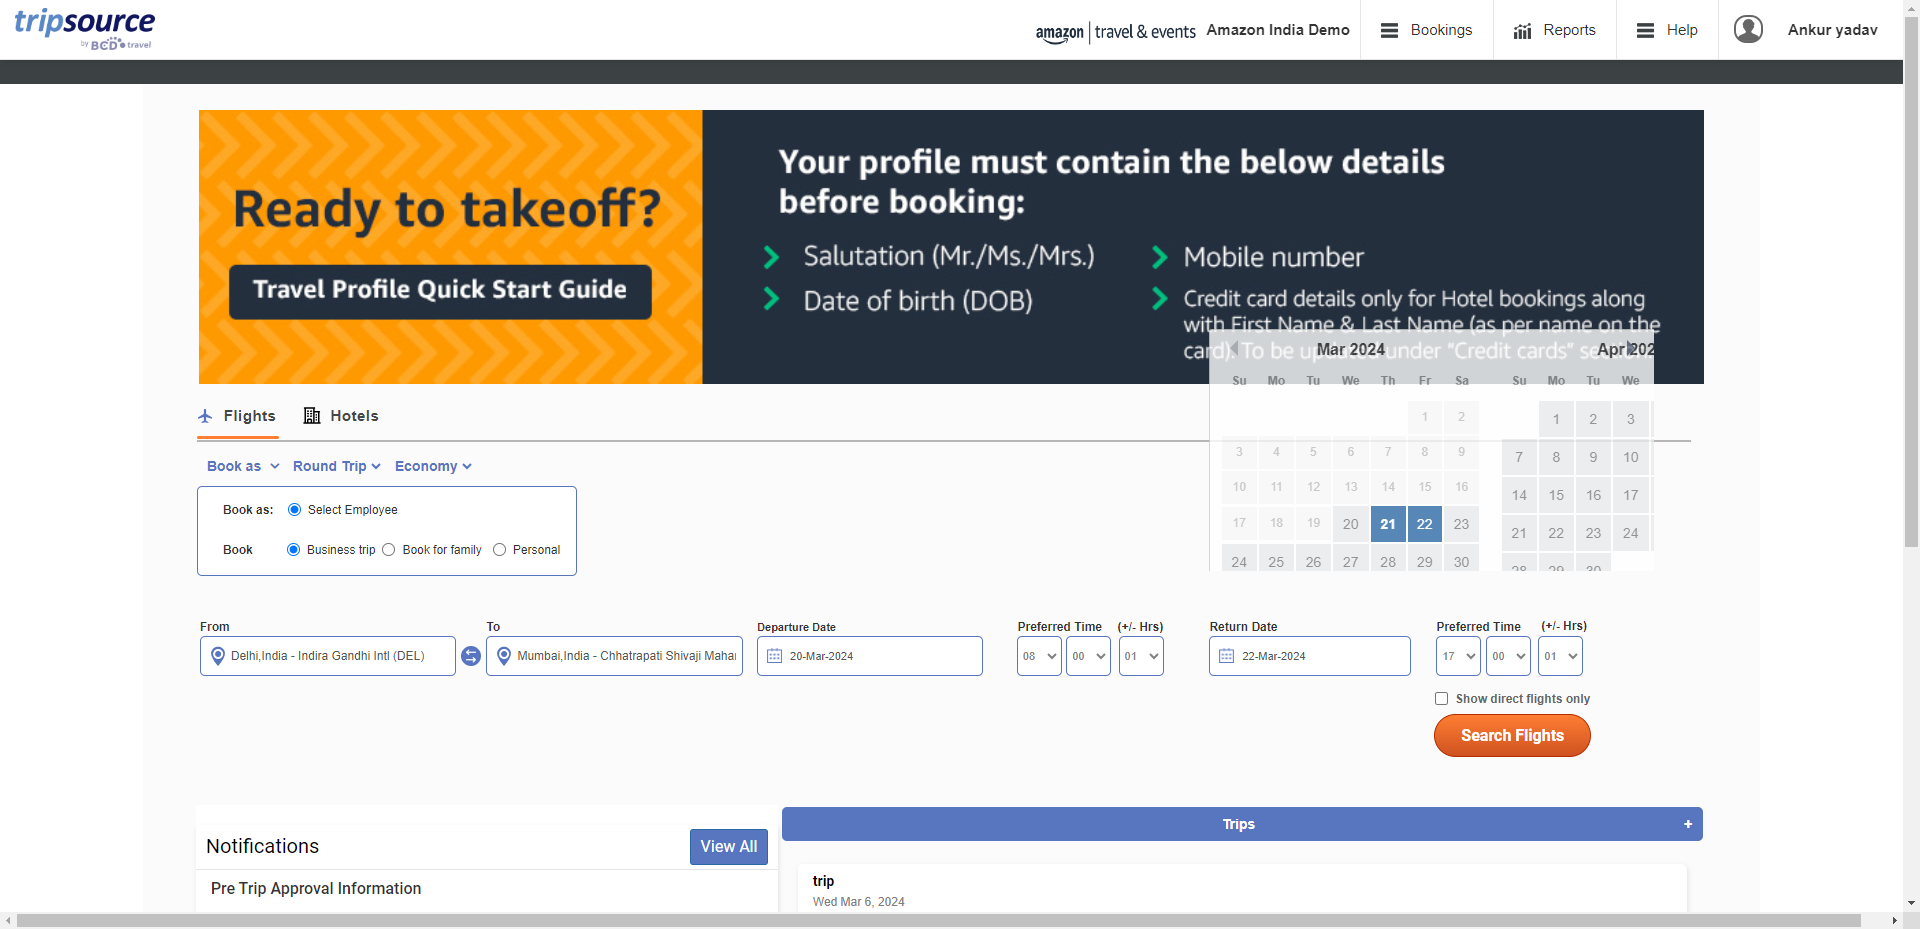 tripsource
by BCD travel
amazon | travel & events Amazon India Demo
Bookings
Reports
Help
Ankur yadav
Ready to takeoff?
Travel Profile Quick Start Guide
Your profile must contain the below details
before booking:
Salutation (Mr./Ms./Mrs.)
Date of birth (DOB)
Mobile number
Credit card details only for Hotel bookings along
with First Name & Last Name (as per name on the
card). To be updated under “Credit cards” se
Mar 2024
Apr 202
Su Mo Tu We Th Fr Sa
Su Mo Tu We
1 2
1 2 3
3 4 5 6 7 8 9
7 8 9 10
10 11 12 13 14 15 16
14 15 16 17
17 18 19 20 21 22 23
21 22 23 24
24 25 26 27 28 29 30
28 29 30
Flights
Hotels
Book as
Round Trip
Economy
Book as: Select Employee
Book Business trip Book for family Personal
From
Delhi,India - Indira Gandhi Intl (DEL)
To
Mumbai,India - Chhatrapati Shivaji Mahar
Departure Date
20-Mar-2024
Preferred Time (+/- Hrs)
08 00 01
Return Date
22-Mar-2024
Preferred Time (+/- Hrs)
17 00 01
Show direct flights only
Search Flights
Notifications
View All
Pre Trip Approval Information
Trips +
trip
Wed Mar 6, 2024